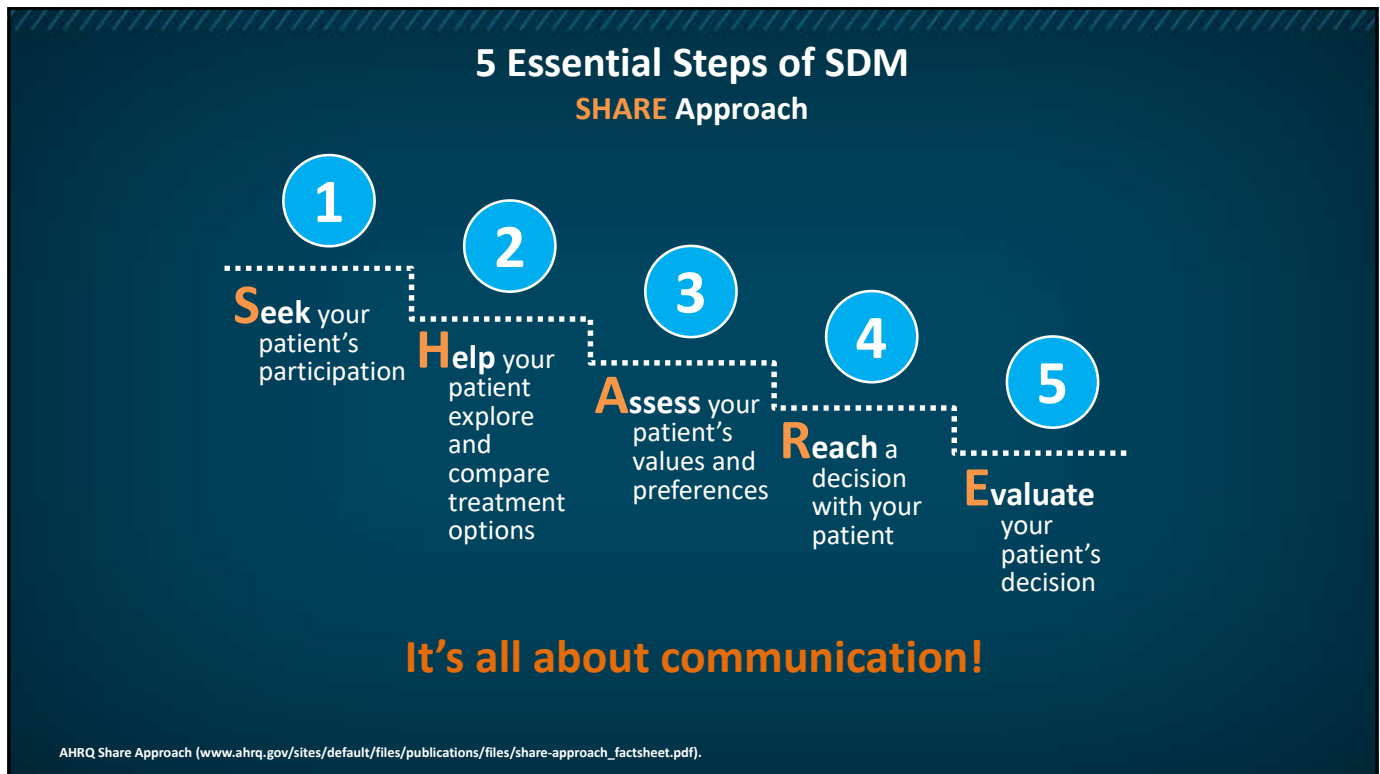 5 Essential Steps of SDM
SHARE Approach
1
Seek your
patient's
participation
2
Help your
patient
explore
and
compare
treatment
options
3
Assess your
patient's
values and
preferences
4
Reach a
decision
with your
patient
5
Evaluate
your
patient's
decision
It's all about communication!
AHRQ Share Approach (www.ahrq.gov/sites/default/files/publications/files/share-approach_factsheet.pdf).